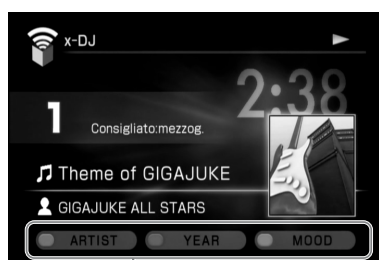 x-DJ
2:38
1
Consigliato:mezzog.
Theme of GIGAJUKE
GIGAJUKE ALL STARS
ARTIST YEAR MOOD